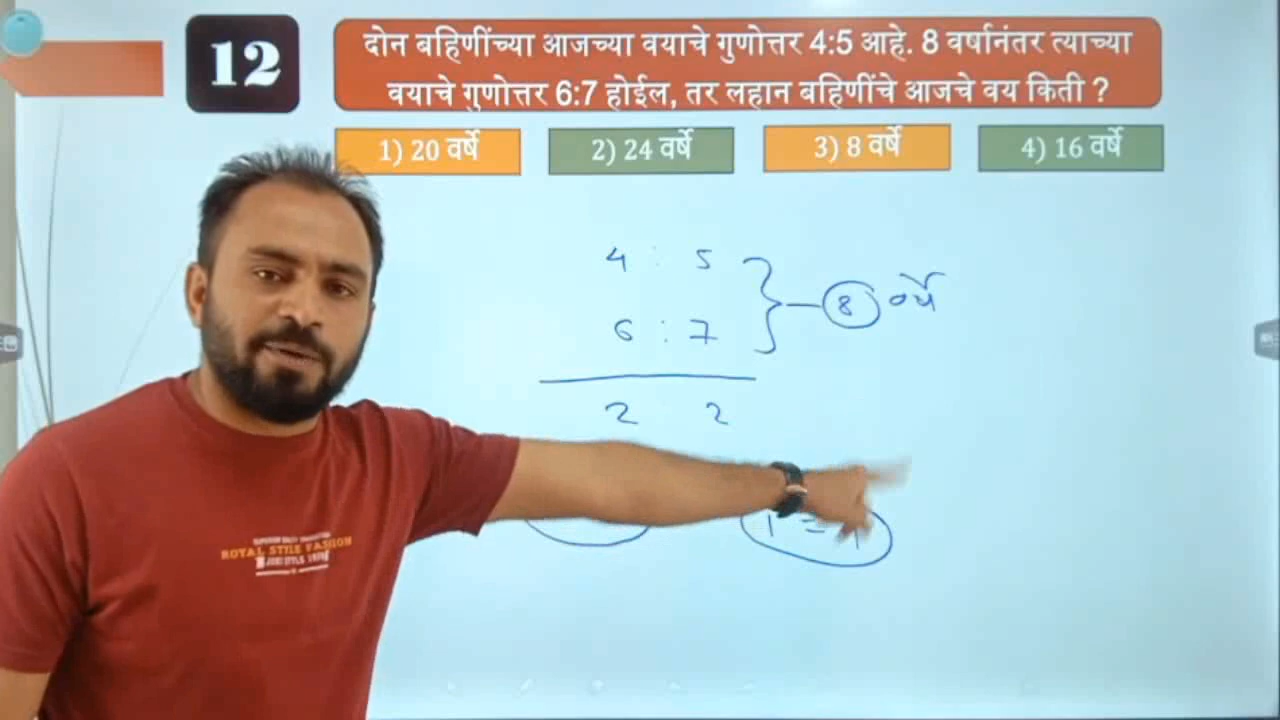 12
दोन बहिणींच्या आजच्या वयाचे गुणोत्तर 4:5 आहे. 8 वर्षानंतर त्याच्या
वयाचे गुणोत्तर 6:7 होईल, तर लहान बहिणींचे आजचे वय किती ?
1) 20 वर्षे 2) 24 वर्षे 3) 8 वर्षे 4) 16 वर्षे
4 : 5
8 वर्षे
6 : 7
2 2
1 =
ROYAL STYLE FASHION